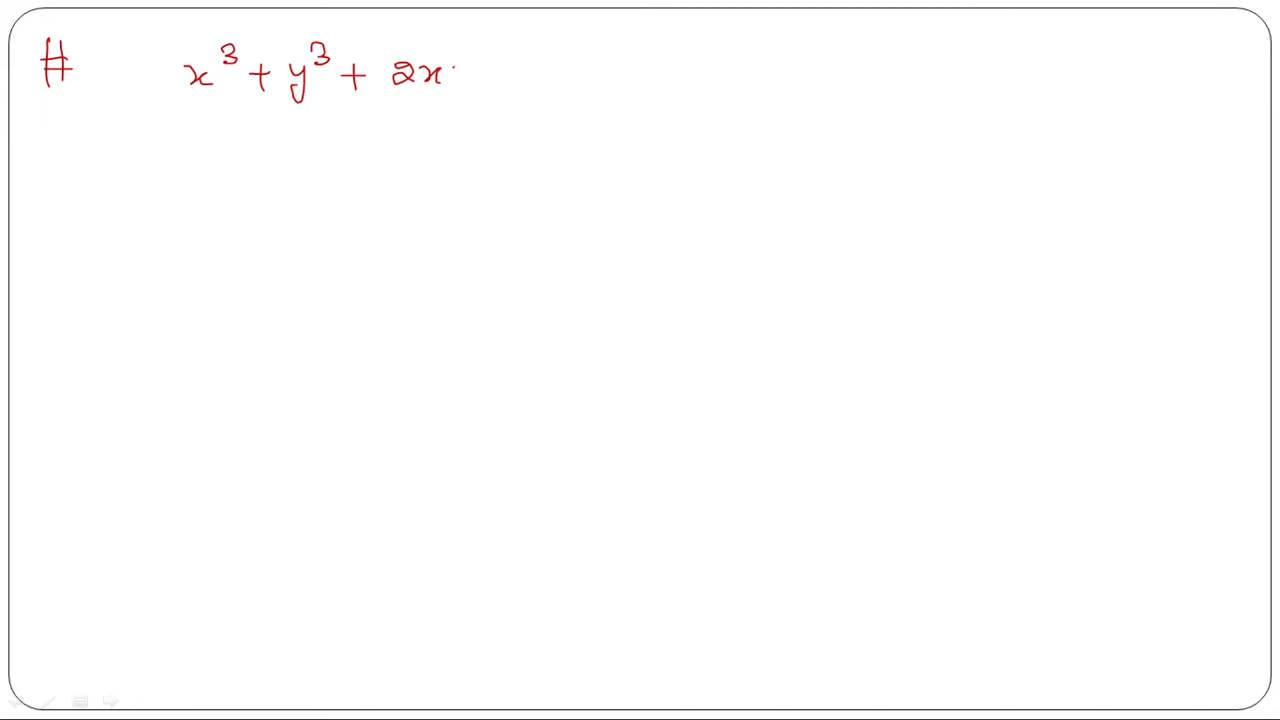 # x³ + y³ + 2x